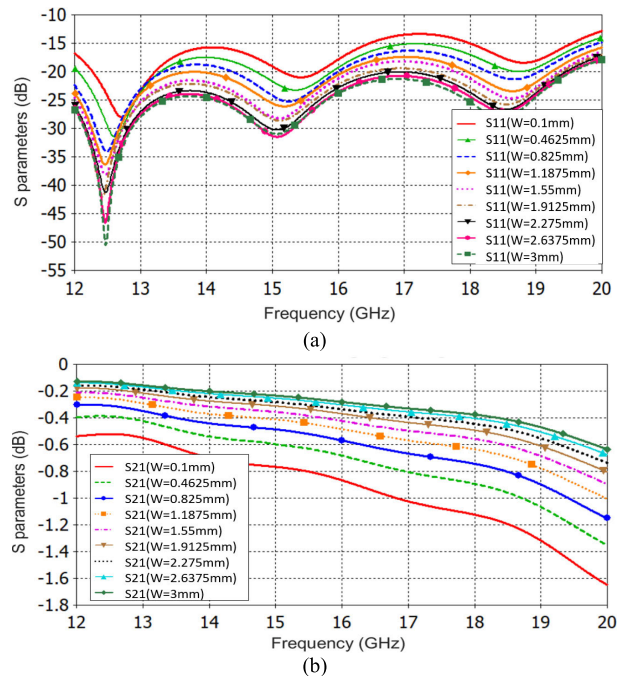 -10
-15
-20
-25
-30
-35
-40
-45
-50
-55
S parameters (dB)
S11(W=0.1mm)
S11(W=0.4625mm)
S11(W=0.825mm)
S11(W=1.1875mm)
S11(W=1.55mm)
S11(W=1.9125mm)
S11(W=2.275mm)
S11(W=2.6375mm)
S11(W=3mm)
12 13 14 15 16 17 18 19 20
Frequency (GHz)
(a)
0
-0.2
-0.4
-0.6
-0.8
-1
-1.2
-1.4
-1.6
-1.8
S parameters (dB)
S21(W=0.1mm)
S21(W=0.4625mm)
S21(W=0.825mm)
S21(W=1.1875mm)
S21(W=1.55mm)
S21(W=1.9125mm)
S21(W=2.275mm)
S21(W=2.6375mm)
S21(W=3mm)
12 13 14 15 16 17 18 19 20
Frequency (GHz)
(b)